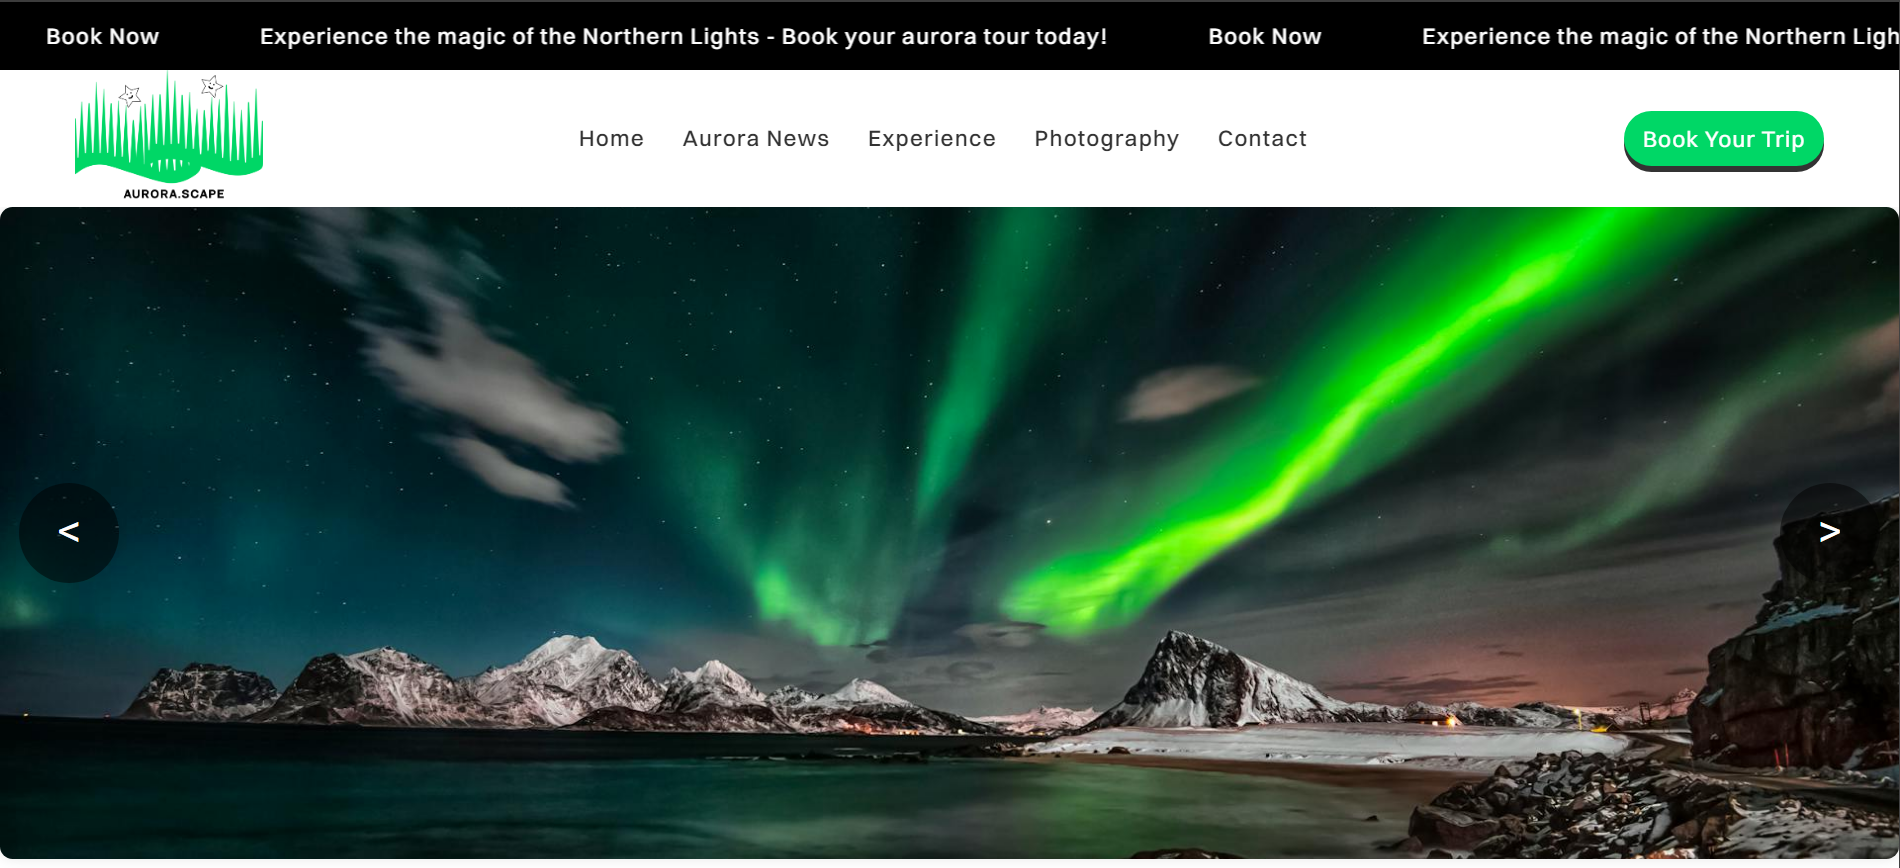 Book Now Experience the magic of the Northern Lights - Book your aurora tour today! Book Now Experience the magic of the Northern Ligh
AURORA.SCAPE
Home Aurora News Experience Photography Contact
Book Your Trip
< >